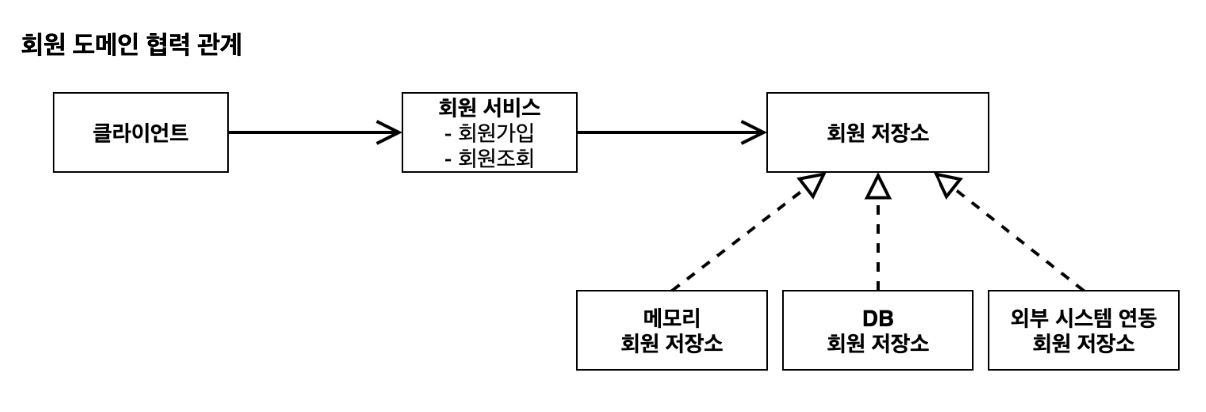 회원 도메인 협력 관계
클라이언트
회원 서비스
- 회원가입
- 회원조회
회원 저장소
메모리
회원 저장소
DB
회원 저장소
외부 시스템 연동
회원 저장소